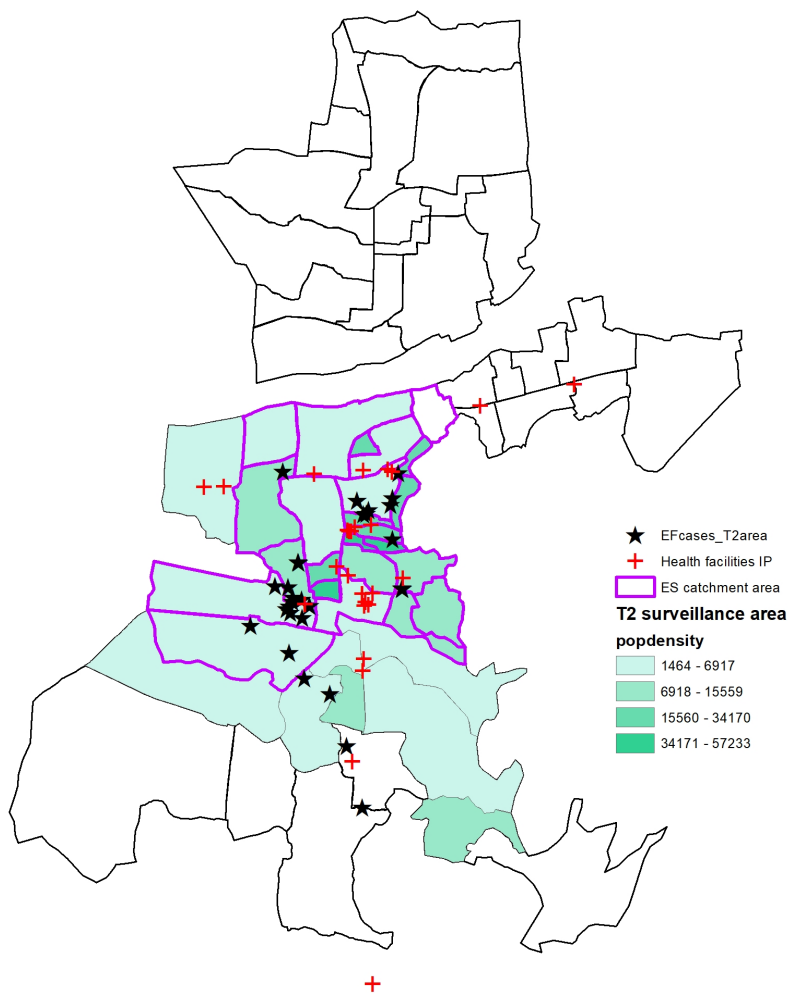 EFcases_T2area
Health facilities IP
ES catchment area
T2 surveillance area
popdensity
1464 - 6917
6918 - 15559
15560 - 34170
34171 - 57233